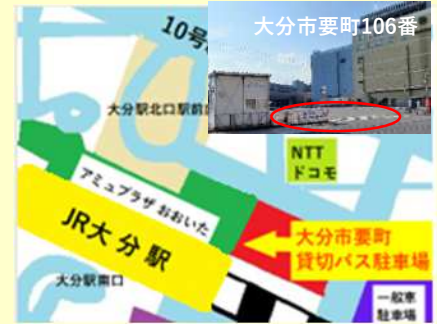 大分市要町106番
10号
大分駅北口駅前
NTT
ドコモ
アミュプラザ おおいた
JR大分駅
大分市要町
貸切バス駐車場
大分駅南口
一般車
駐車場